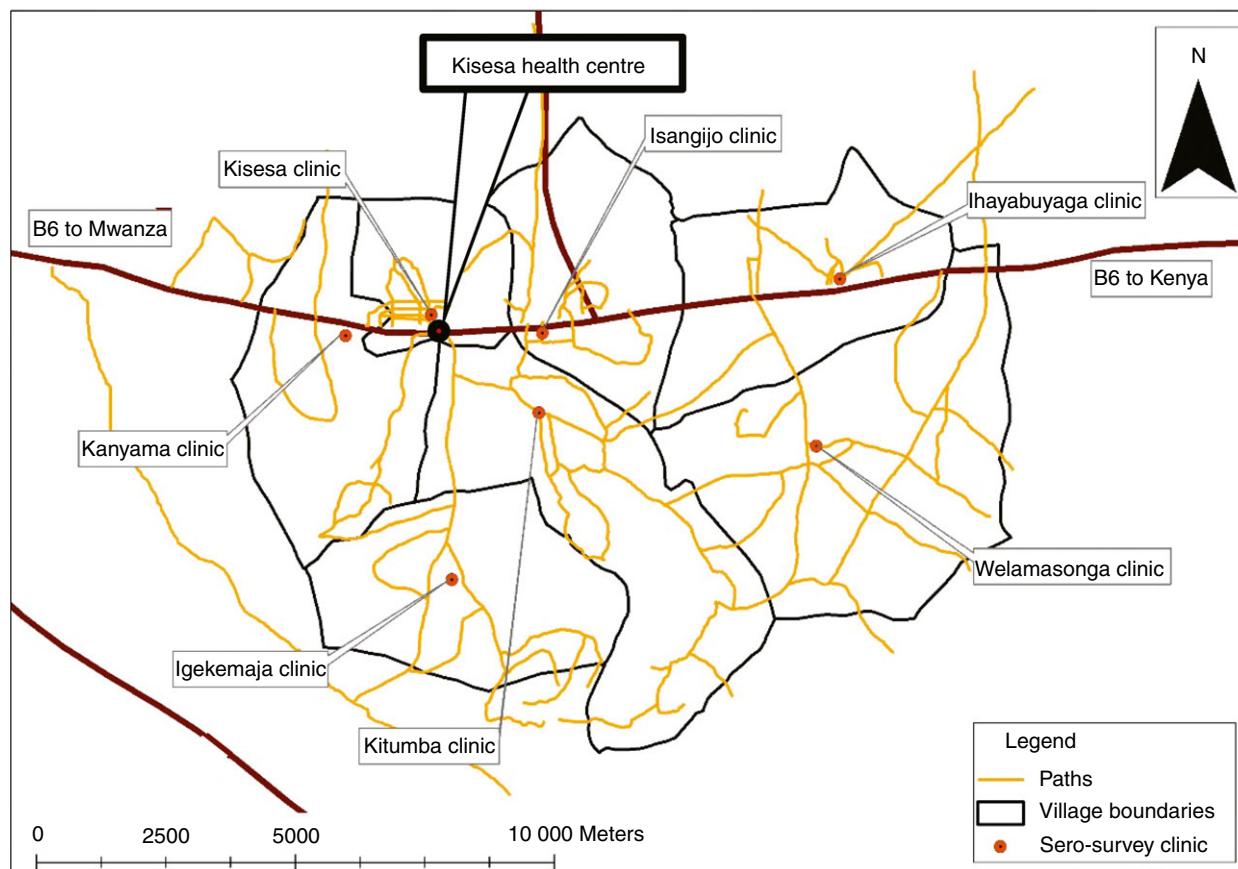 Kisesa health centre
N
Isangijo clinic
Kisesa clinic
Ihayabuyaga clinic
B6 to Mwanza
B6 to Kenya
Kanyama clinic
Welamasonga clinic
Igekemaja clinic
Kitumba clinic
Legend
Paths
Village boundaries
Sero-survey clinic
0 2500 5000 10 000 Meters